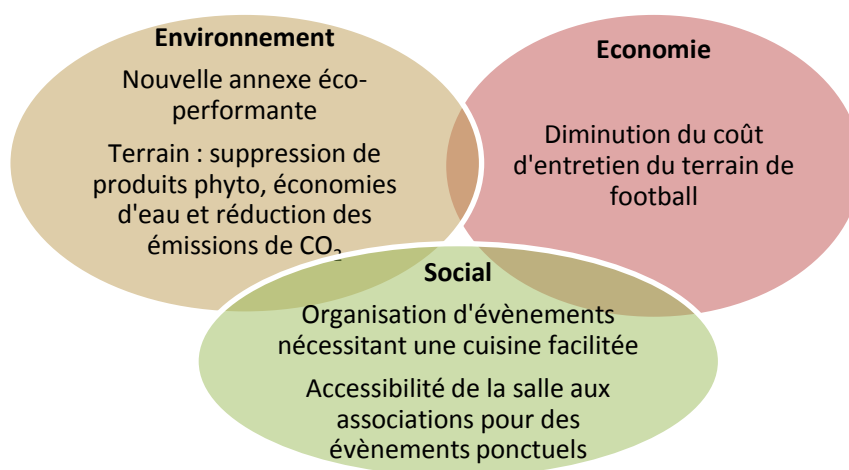 Environnement
Nouvelle annexe éco-
performante
Terrain : suppression de
produits phyto, économies
d'eau et réduction des
émissions de CO₂
Economie
Diminution du coût
d'entretien du terrain de
football
Social
Organisation d'évènements
nécessitant une cuisine facilitée
Accessibilité de la salle aux
associations pour des
évènements ponctuels